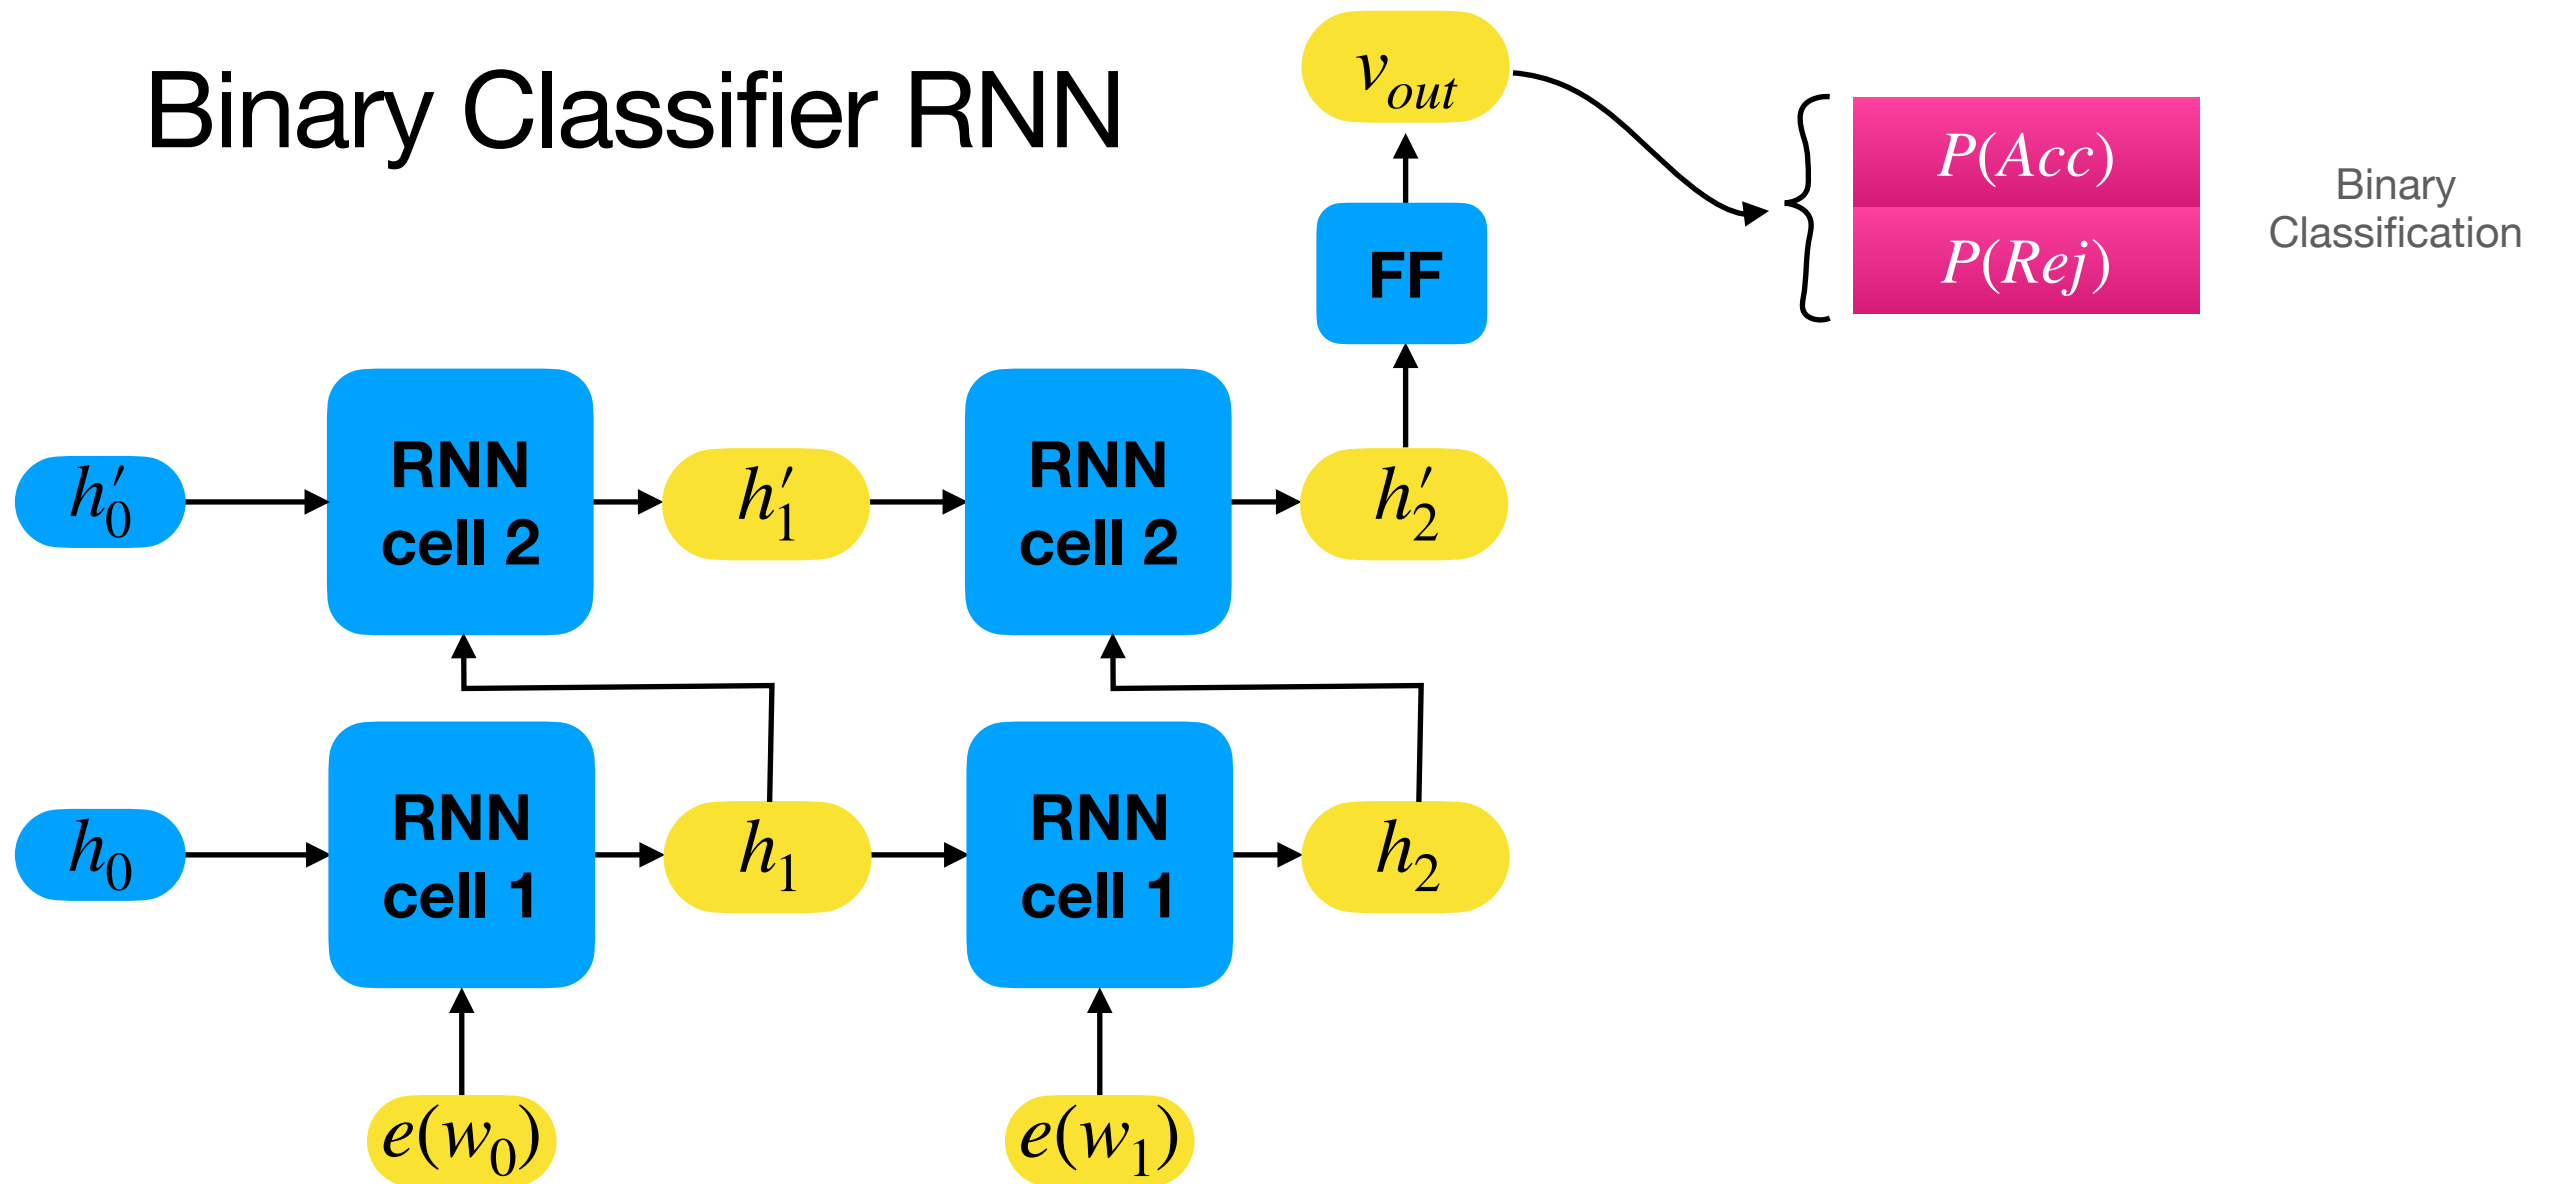 Binary Classifier RNN
v_out
P(Acc)
P(Rej)
Binary
Classification
FF
h′_0
RNN
cell 2
h′_1
RNN
cell 2
h′_2
h_0
RNN
cell 1
h_1
RNN
cell 1
h_2
e(w_0)
e(w_1)